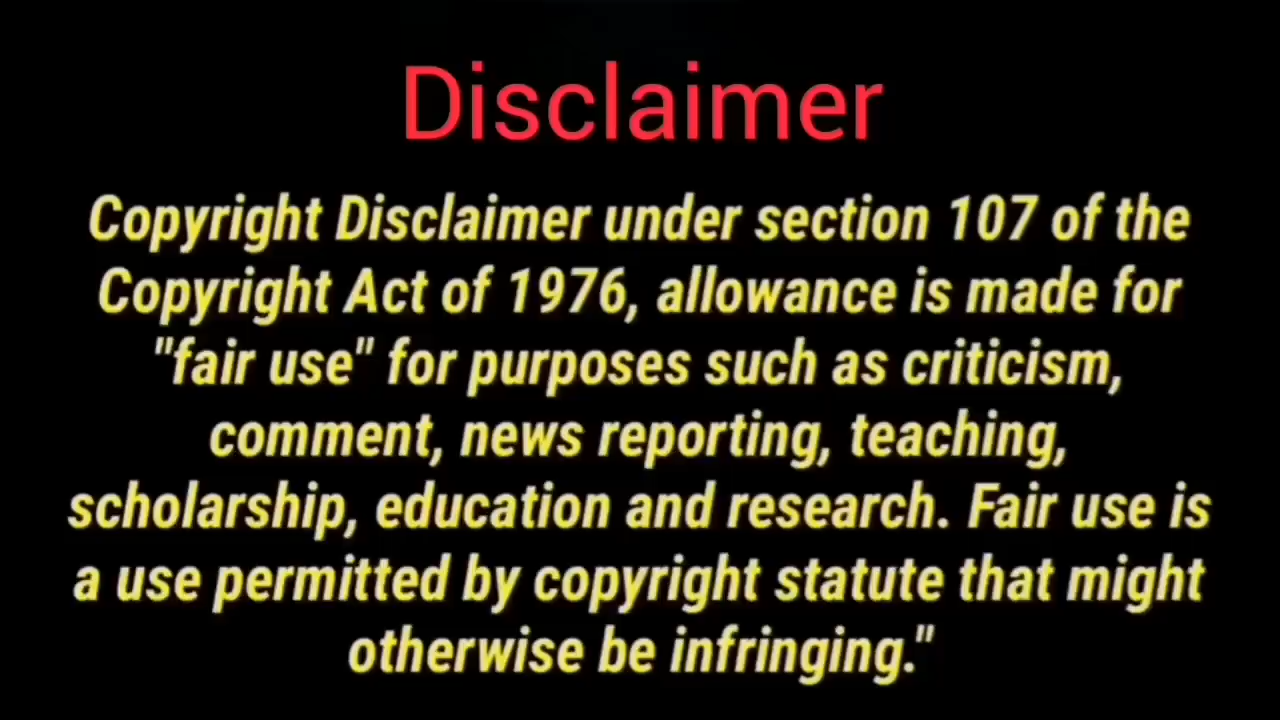 Disclaimer
Copyright Disclaimer under section 107 of the
Copyright Act of 1976, allowance is made for
"fair use" for purposes such as criticism,
comment, news reporting, teaching,
scholarship, education and research. Fair use is
a use permitted by copyright statute that might
otherwise be infringing."